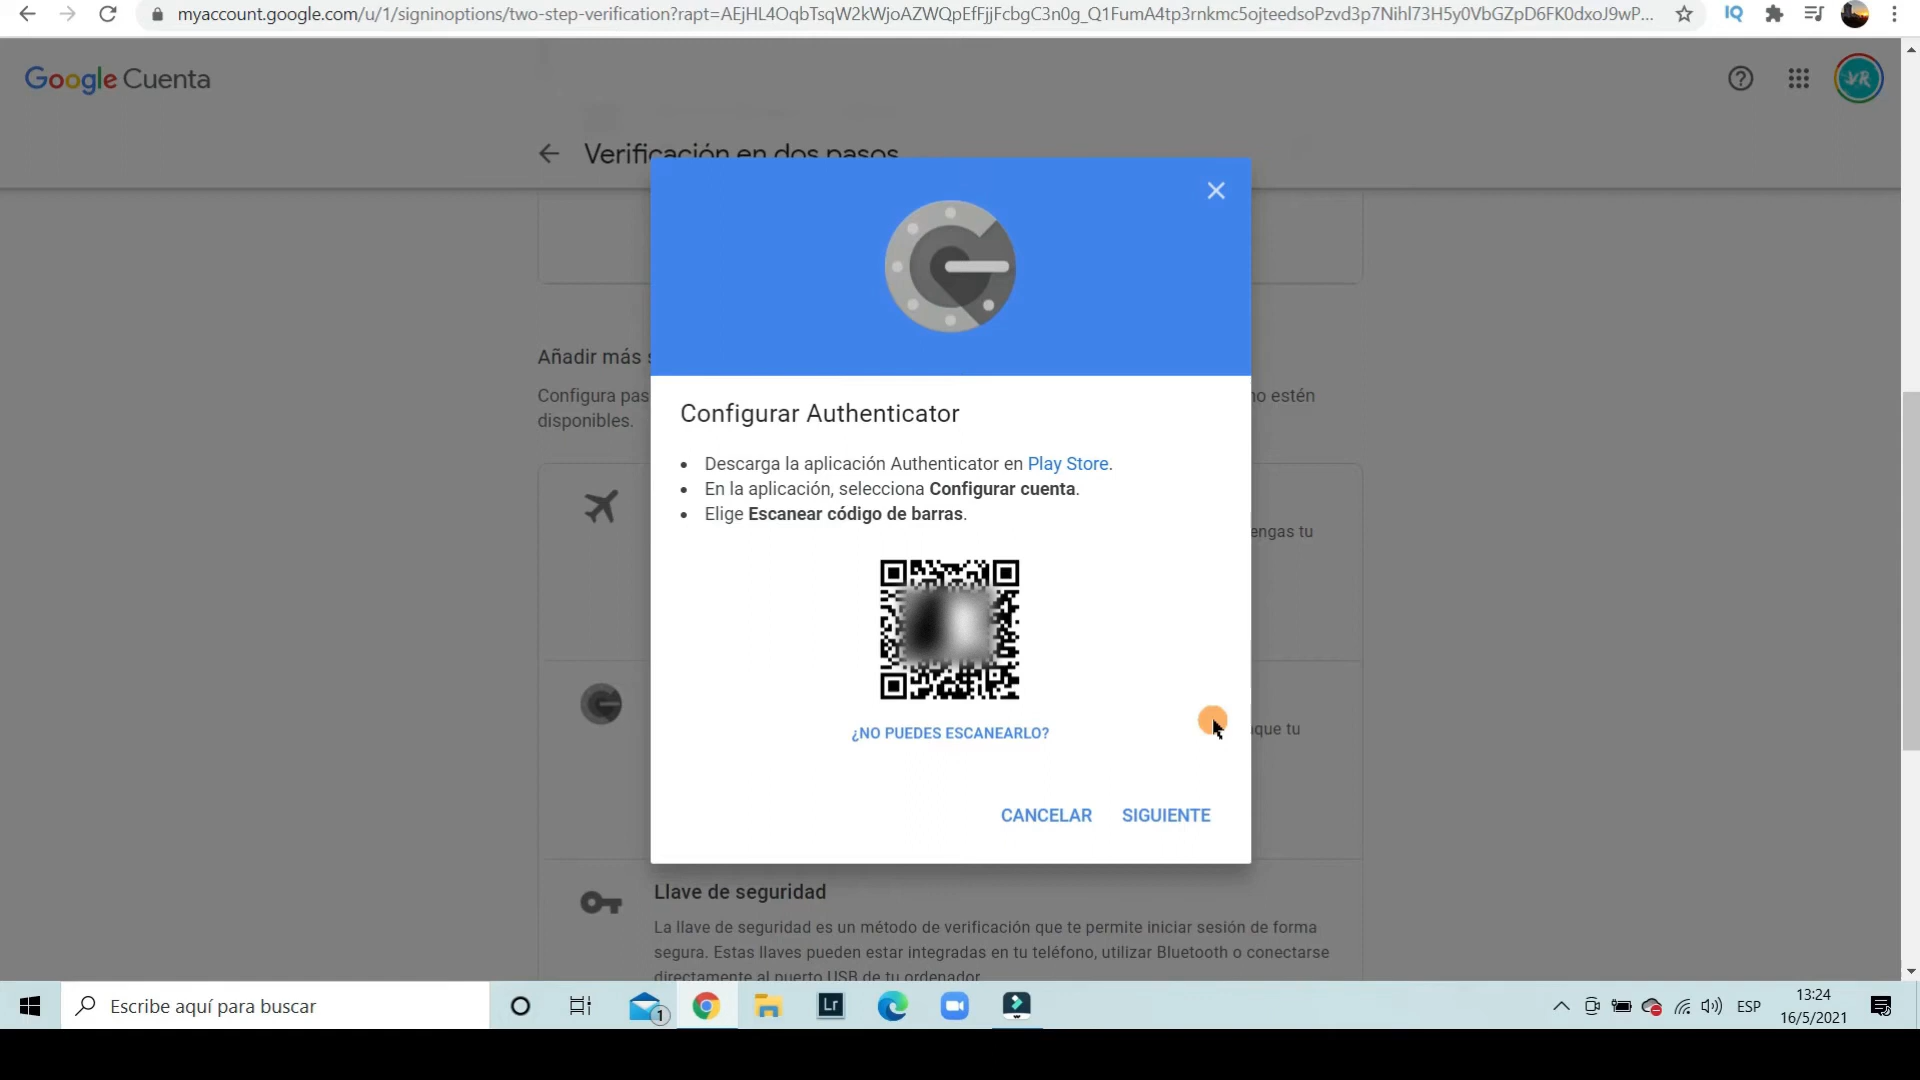 myaccount.google.com/u/1/signinoptions/two-step-verification?rapt=AEjHL4OqbTsqW2kWjoAZWQpEfFjjFcbgC3n0g_Q1FumA4tp3rnkmc5ojteedsoPzvd3p7Nihl73H5y0VbGZpD6FK0dxoJ9wP...
IQ
Google Cuenta
VR
Verificación en dos pasos
Añadir más
Configura pas
no estén
disponibles.
Configurar Authenticator
Descarga la aplicación Authenticator en Play Store.
En la aplicación, selecciona Configurar cuenta.
Elige Escanear código de barras.
engas tu
¿NO PUEDES ESCANEARLO?
que tu
CANCELAR SIGUIENTE
Llave de seguridad
La llave de seguridad es un método de verificación que te permite iniciar sesión de forma
segura. Estas llaves pueden estar integradas en tu teléfono, utilizar Bluetooth o conectarse
directamente al puerto USB de tu ordenador
Escribe aquí para buscar
1
Lr
ESP
13:24
16/5/2021